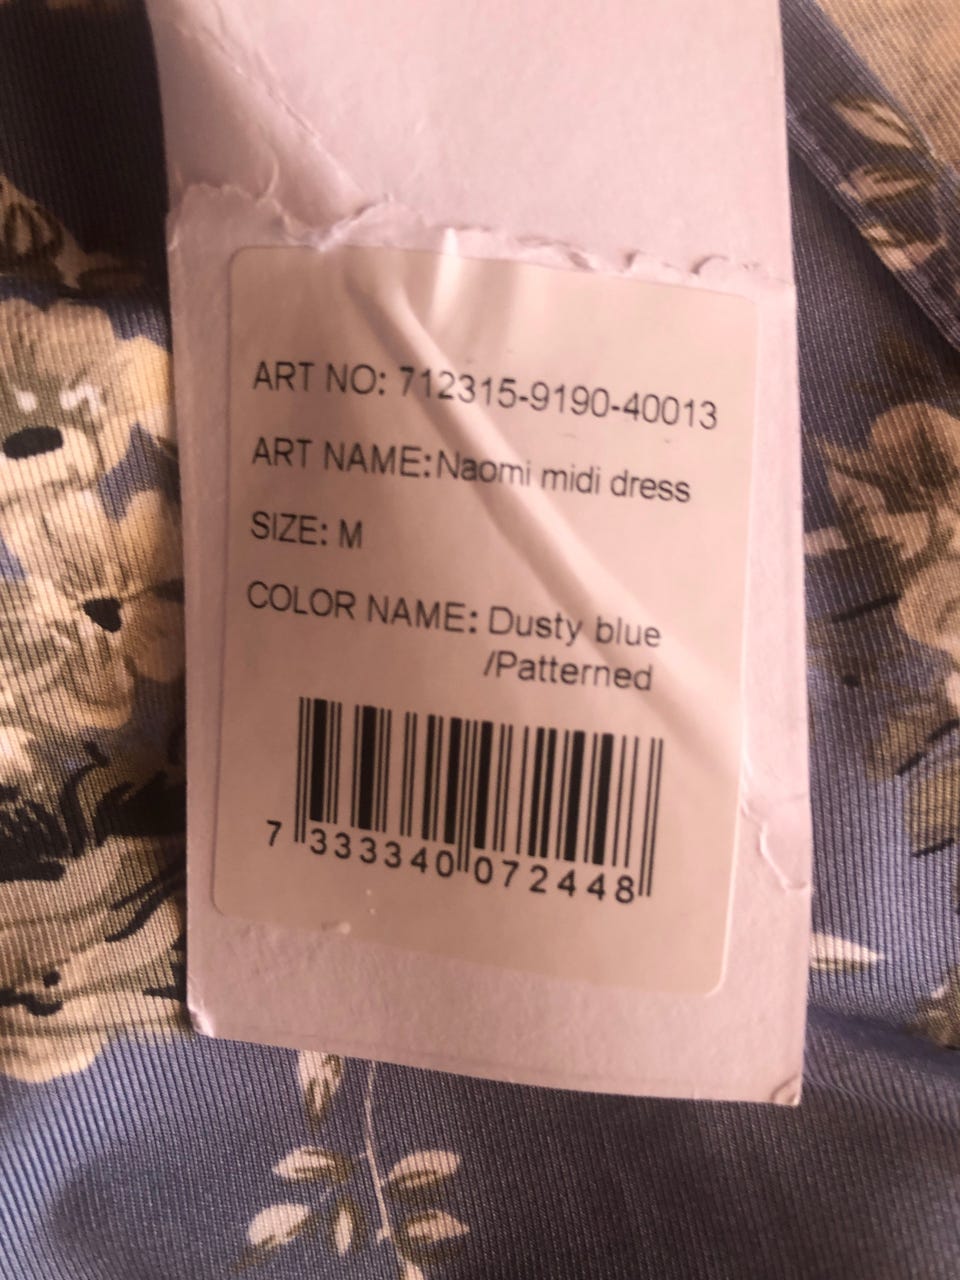 ART NO: 712315-9190-40013
ART NAME:Naomi midi dress
SIZE: M
COLOR NAME: Dusty blue
/Patterned
7 333340 072448